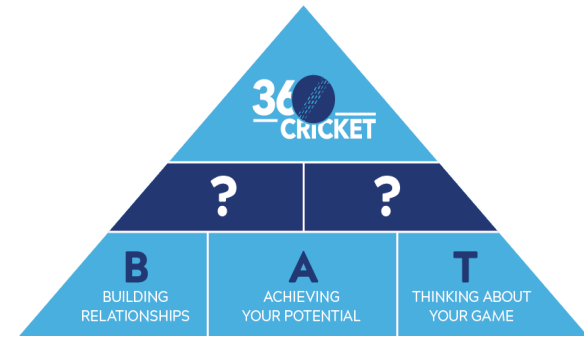 360
CRICKET
? ?
B A T
BUILDING
RELATIONSHIPS
ACHIEVING
YOUR POTENTIAL
THINKING ABOUT
YOUR GAME